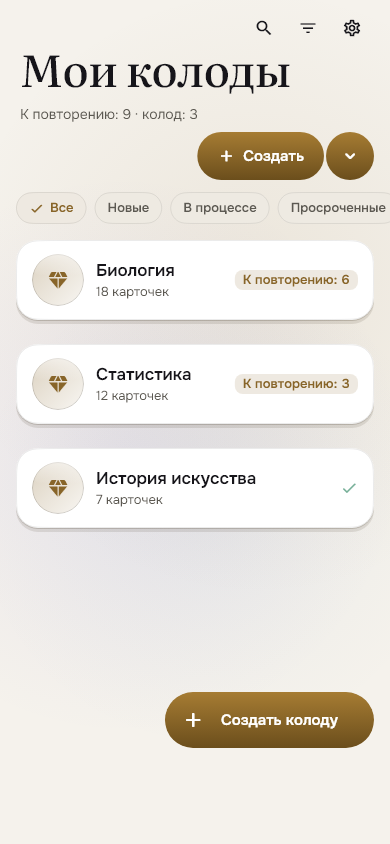 Мои колоды
К повторению: 9 · колод: 3
Создать
Все
Новые
В процессе
Просроченные
Биология
18 карточек
К повторению: 6
Статистика
12 карточек
К повторению: 3
История искусства
7 карточек
Создать колоду